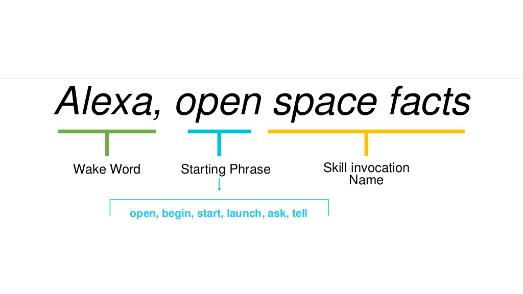 Alexa, open space facts
Wake Word
Starting Phrase
Skill invocation
Name
open, begin, start, launch, ask, tell